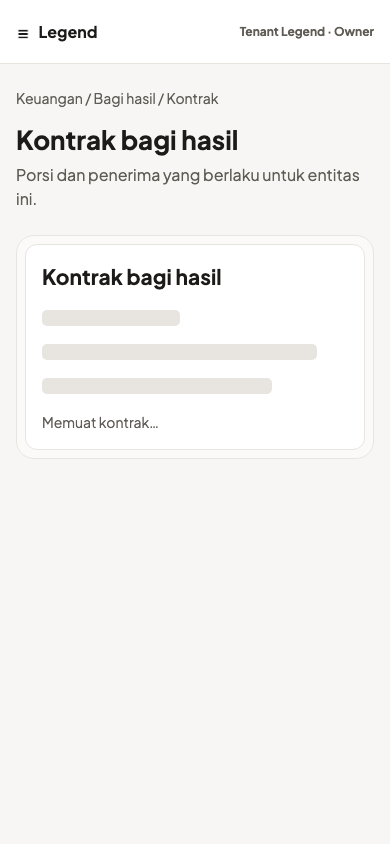 ≡ Legend
Tenant Legend · Owner
Keuangan / Bagi hasil / Kontrak
Kontrak bagi hasil
Porsi dan penerima yang berlaku untuk entitas
ini.
Kontrak bagi hasil
Memuat kontrak…